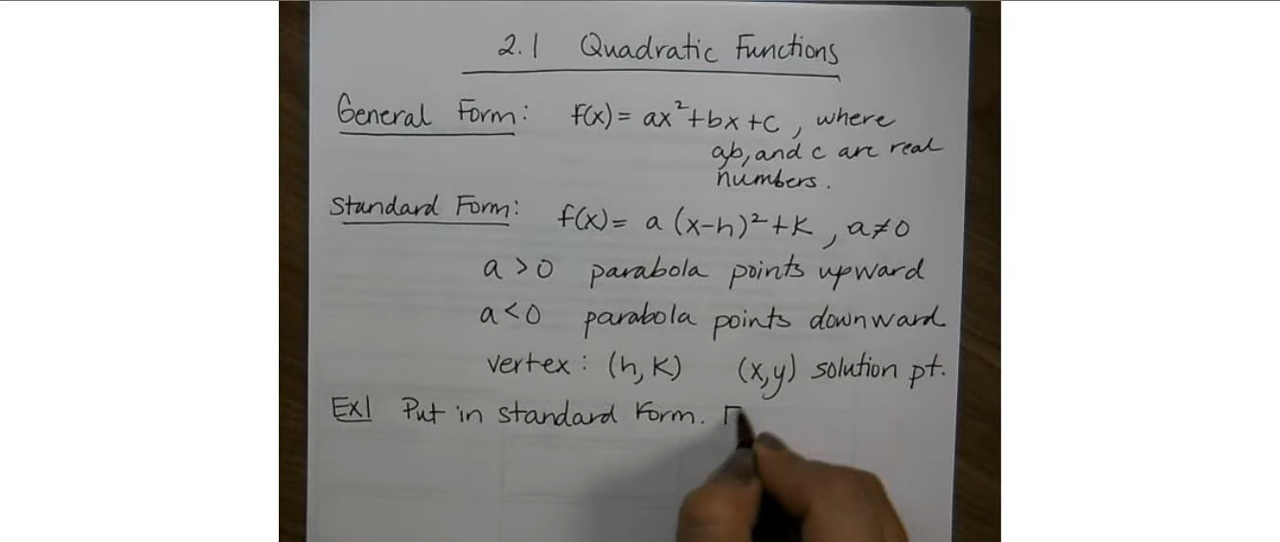 2.1 Quadratic Functions
General Form: f(x) = ax²+bx+c, where
a,b, and c are real
numbers.
Standard Form: f(x) = a(x-h)²+k, a≠0
a>0 parabola points upward
a<0 parabola points downward
vertex: (h,k) (x,y) solution pt.
Ex1 Put in standard form.